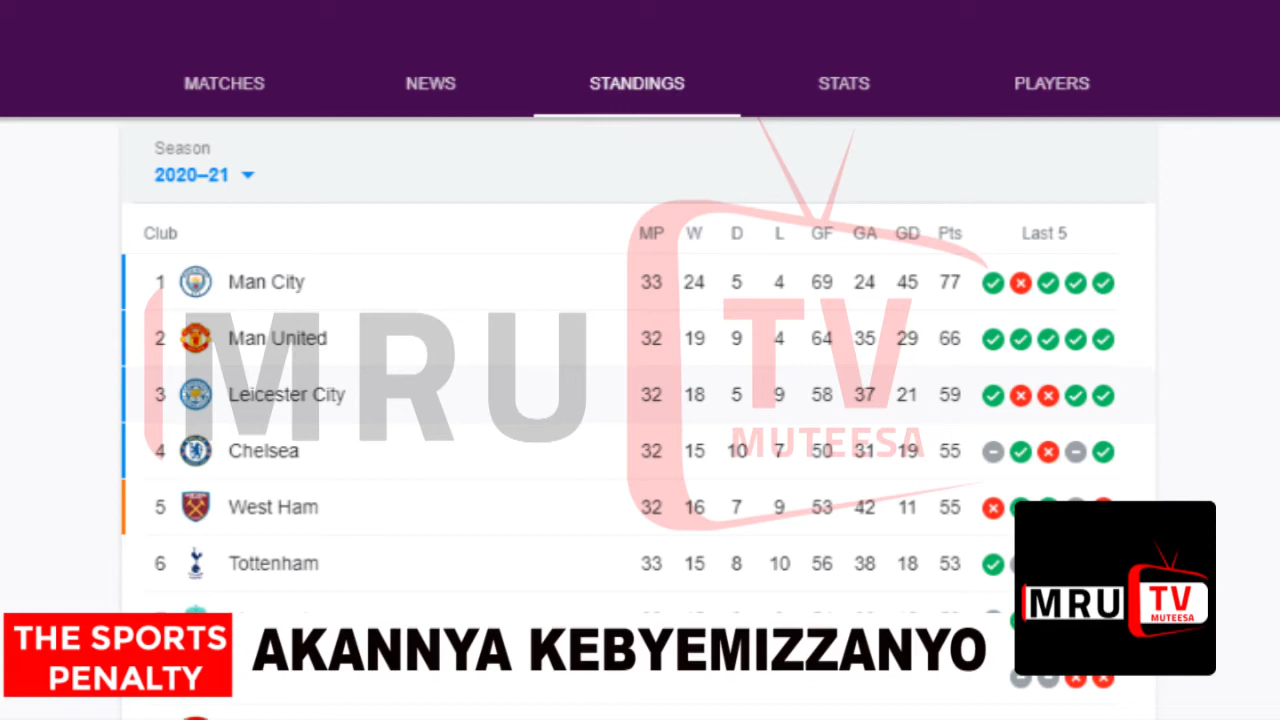 MATCHES NEWS STANDINGS STATS PLAYERS
Season
2020–21
Club MP W D L GF GA GD Pts Last 5
1 Man City 33 24 5 4 69 24 45 77
2 Man United 32 19 9 4 64 35 29 66
3 Leicester City 32 18 5 9 58 37 21 59
4 Chelsea 32 15 10 7 50 31 19 55
5 West Ham 32 16 7 9 53 42 11 55
6 Tottenham 33 15 8 10 56 38 18 53
MRU TV
MUTEESA
MRU TV
MUTEESA
THE SPORTS
PENALTY
AKANNYA KEBYEMIZZANYO